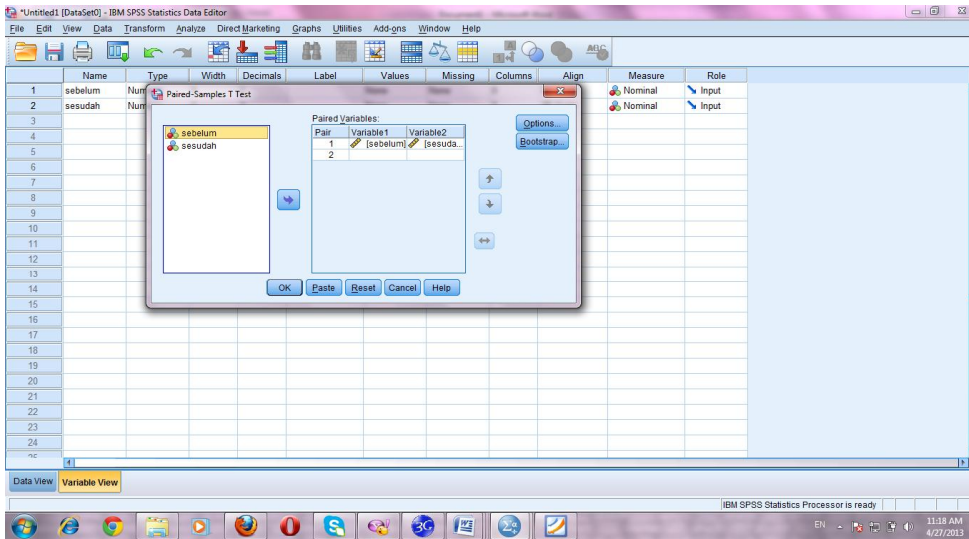 *Untitled1 [DataSet0] - IBM SPSS Statistics Data Editor
File Edit View Data Transform Analyze Direct Marketing Graphs Utilities Add-ons Window Help
Name Type Width Decimals Label Values Missing Columns Align Measure Role
1 sebelum Num Nominal Input
2 sesudah Num Nominal Input
3
4
5
6
7
8
9
10
11
12
13
14
15
16
17
18
19
20
21
22
23
24
25
Paired-Samples T Test
sebelum
sesudah
Paired Variables:
Pair Variable1 Variable2
1 [sebelum] [sesuda...
2
Options...
Bootstrap...
OK Paste Reset Cancel Help
Data View Variable View
IBM SPSS Statistics Processor is ready
3G
EN 11:18 AM
4/27/2013